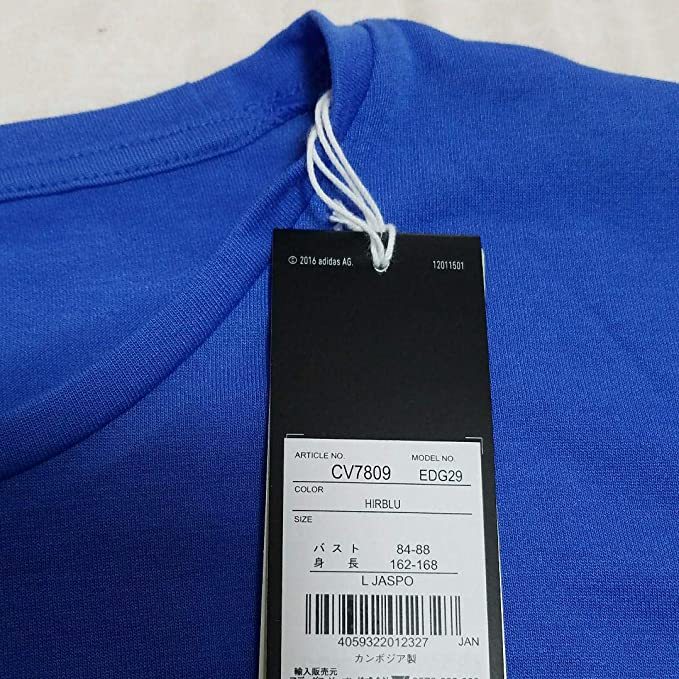 © 2016 adidas AG. 12011501
ARTICLE NO. MODEL NO.
CV7809 EDG29
COLOR
HIRBLU
SIZE
バスト 84-88
身長 162-168
L JASPO
4059322012327 JAN
カンボジア製
輸入販売元